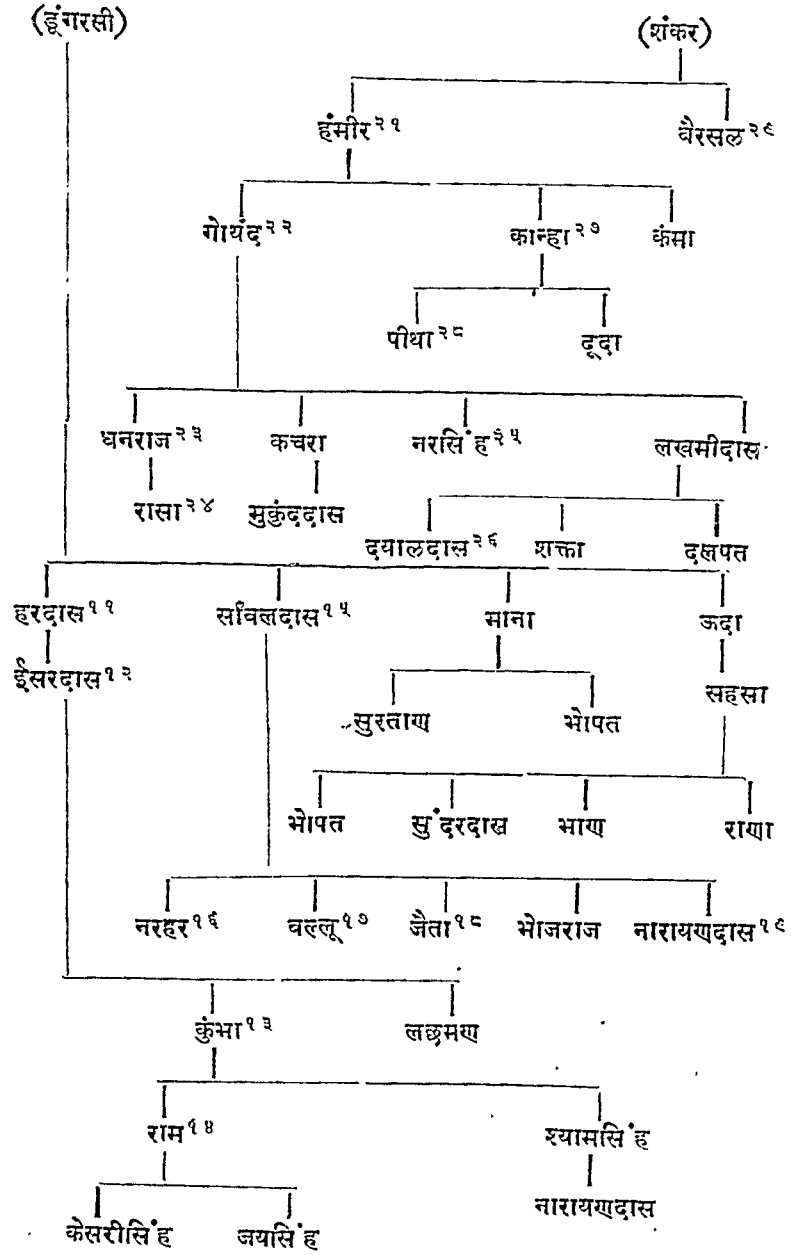 (डूंगरसी) (शंकर)
हंमीर२१ वैरसल२९
गोयंद२२ कान्हा२७ कंमा
पीथा२८ दूदा
धनराज२३ कचरा नरसिंह२५ लखमीदास
रासा२४ मुकुंददास
दयालदास२६ शक्ता दलपत
हरदास११ सांवलदास१५ माना ऊदा
ईसरदास१२ सहसा
सुरताण भोपत
भोपत सुंदरदास भाण राणा
नरहर१६ वल्लू१७ जैता१८ भोजराज नारायणदास१९
कुंभा१३ लछमण
राम१४ श्यामसिंह
नारायणदास
केसरीसिंह जयसिंह